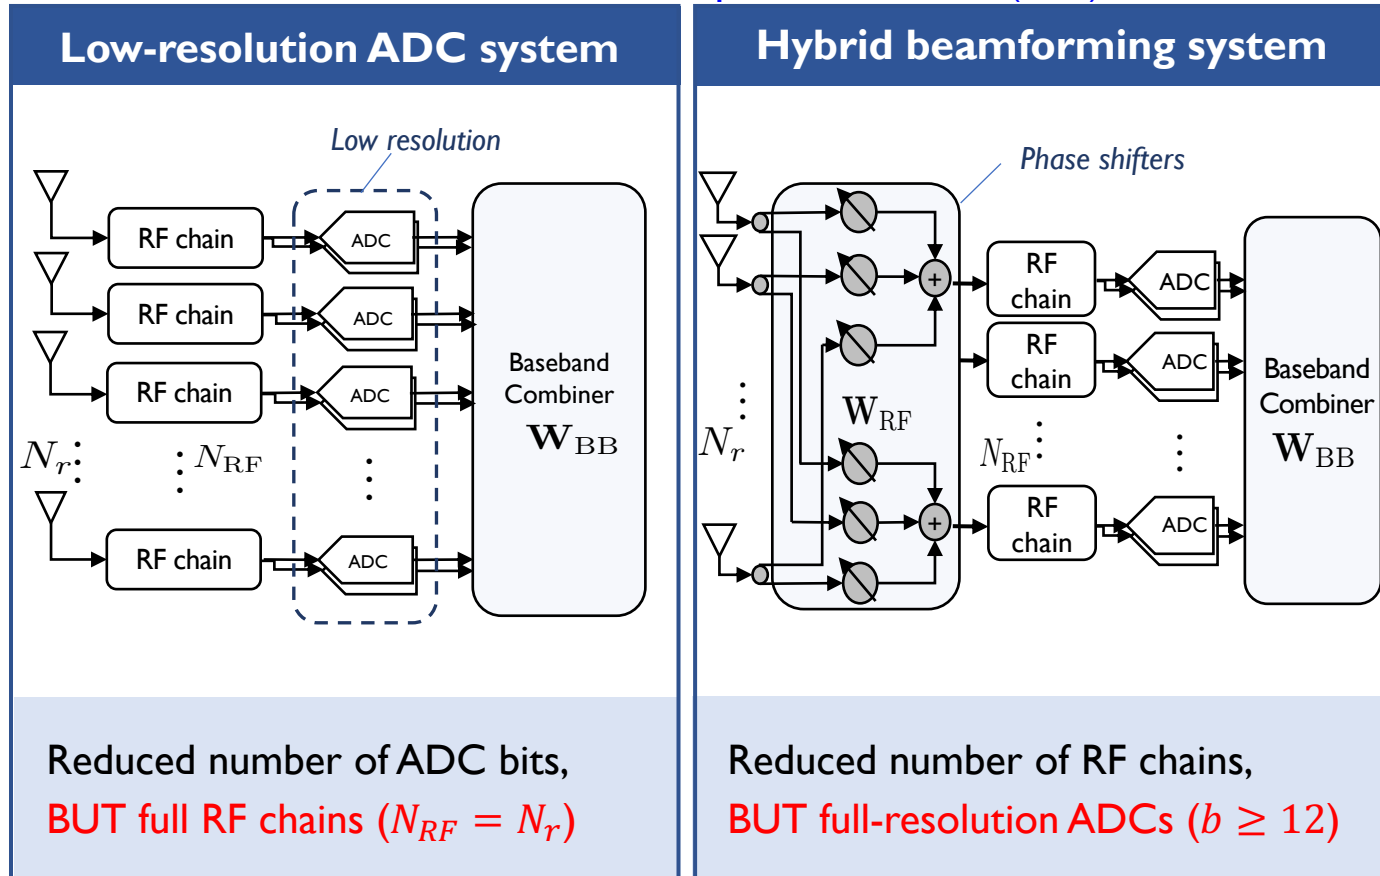 Low-resolution ADC system
Low resolution
RF chain
ADC
RF chain
ADC
RF chain
ADC
Baseband
Combiner
W_BB
N_r
N_RF
RF chain
ADC
Reduced number of ADC bits,
BUT full RF chains (N_RF = N_r)
Hybrid beamforming system
Phase shifters
+
RF
chain
ADC
RF
chain
ADC
W_RF
Baseband
Combiner
W_BB
N_r
N_RF
+
RF
chain
ADC
Reduced number of RF chains,
BUT full-resolution ADCs (b ≥ 12)